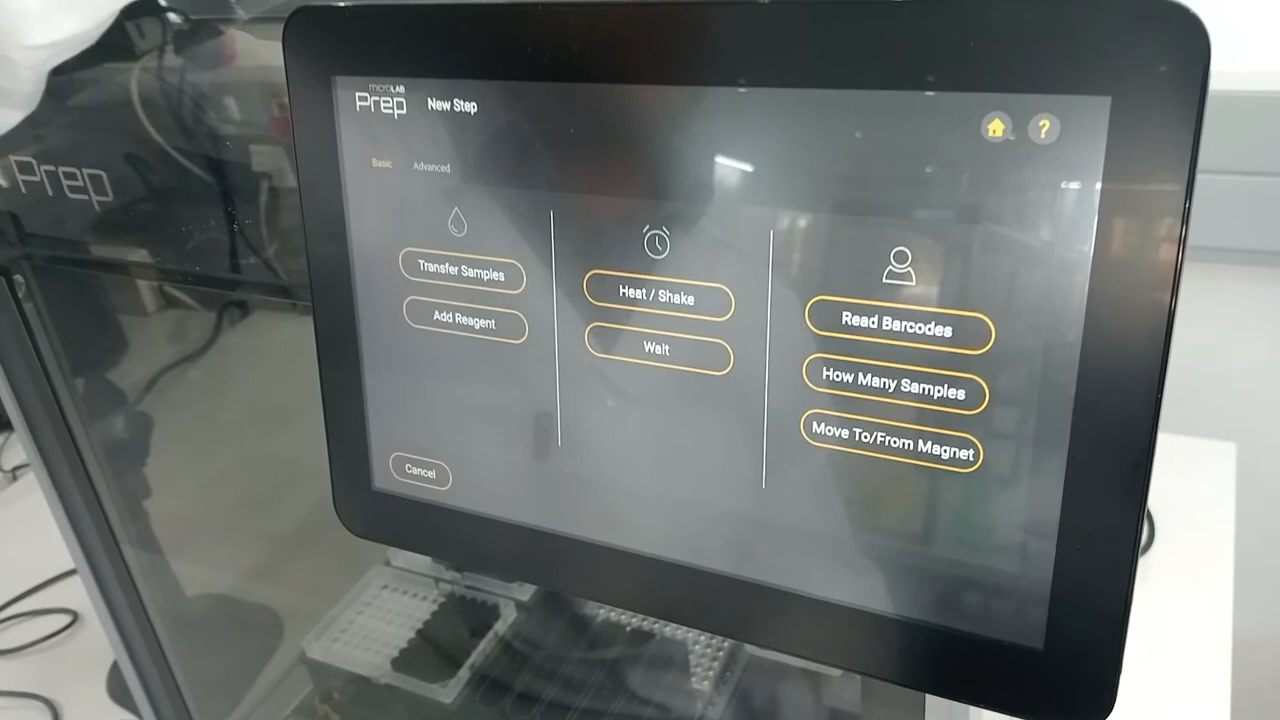 Prep
microLAB
Prep
New Step
?
Basic
Advanced
Transfer Samples
Add Reagent
Heat / Shake
Wait
Read Barcodes
How Many Samples
Move To/From Magnet
Cancel